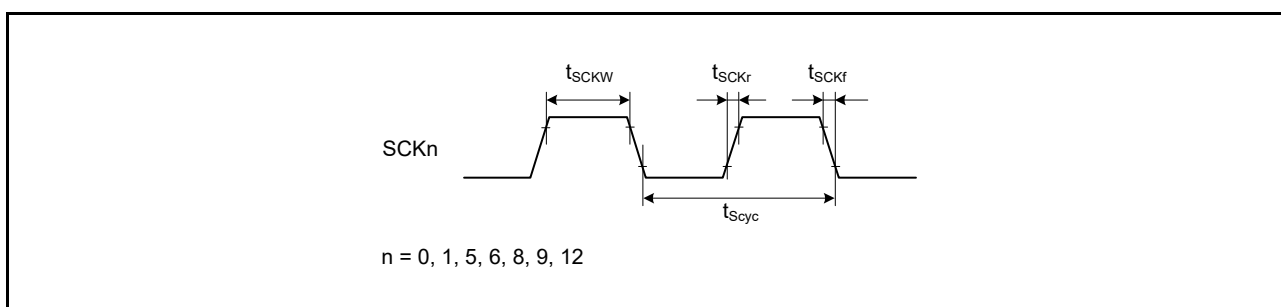 tSCKW
tSCKr
tSCKf
SCKn
tScyc
n = 0, 1, 5, 6, 8, 9, 12